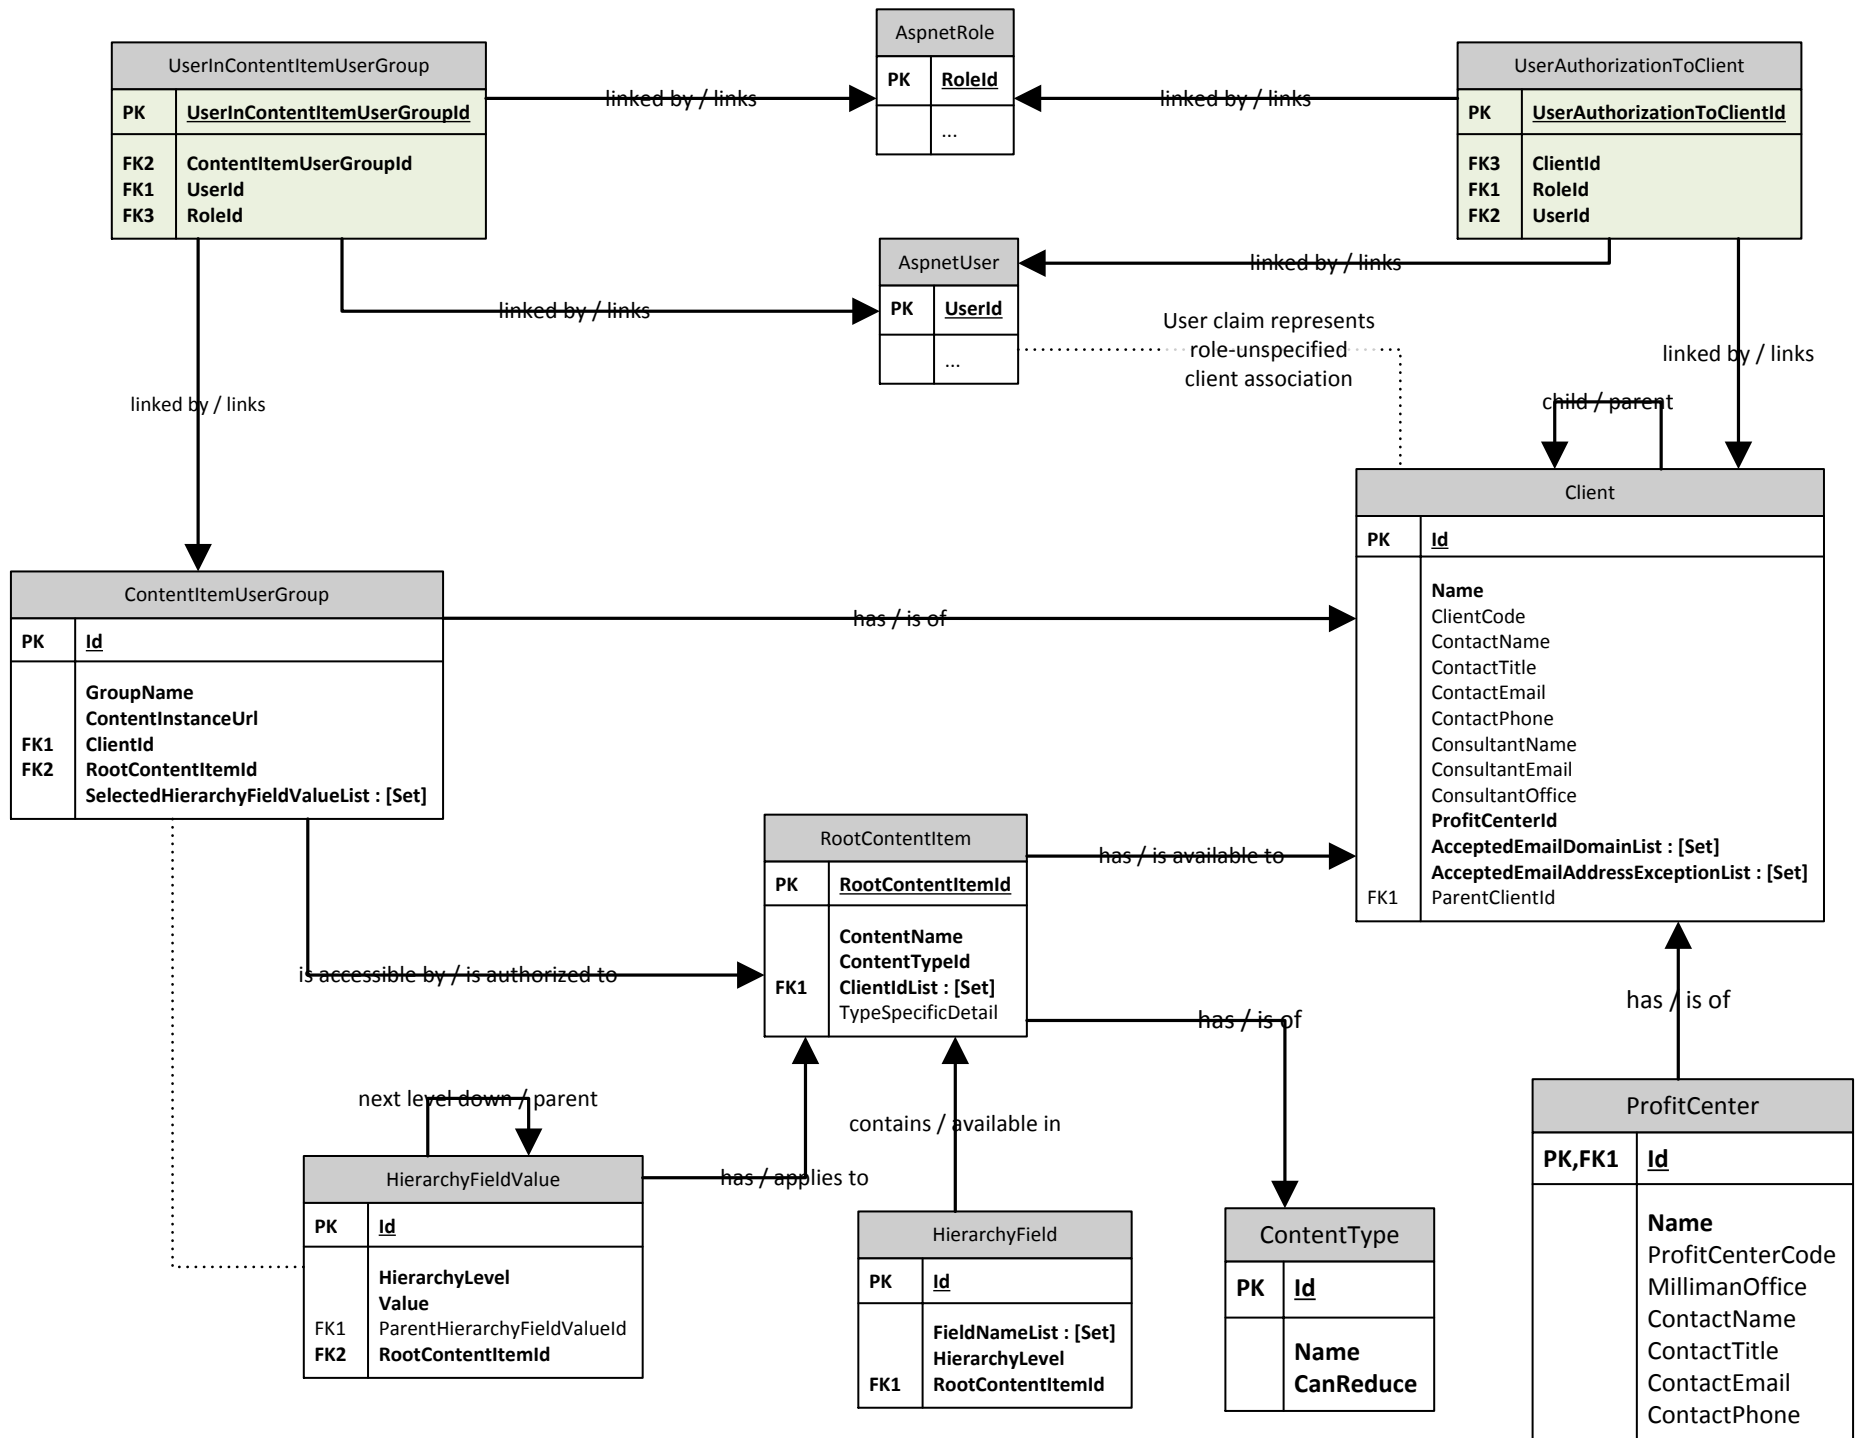 AspnetRole
PK RoleId
...
UserInContentItemUserGroup
PK UserInContentItemUserGroupId
FK2 ContentItemUserGroupId
FK1 UserId
FK3 RoleId
linked by / links
linked by / links
UserAuthorizationToClient
PK UserAuthorizationToClientId
FK3 ClientId
FK1 RoleId
FK2 UserId
AspnetUser
PK UserId
...
linked by / links
linked by / links
User claim represents
role-unspecified
client association
linked by / links
linked by / links
child / parent
Client
PK Id
Name
ClientCode
ContactName
ContactTitle
ContactEmail
ContactPhone
ConsultantName
ConsultantEmail
ConsultantOffice
ProfitCenterId
AcceptedEmailDomainList : [Set]
AcceptedEmailAddressExceptionList : [Set]
FK1 ParentClientId
ContentItemUserGroup
PK Id
GroupName
ContentInstanceUrl
FK1 ClientId
FK2 RootContentItemId
SelectedHierarchyFieldValueList : [Set]
has / is of
RootContentItem
PK RootContentItemId
ContentName
ContentTypeId
FK1 ClientIdList : [Set]
TypeSpecificDetail
has / is available to
is accessible by / is authorized to
has / is of
has / is of
next level down / parent
contains / available in
has / applies to
HierarchyFieldValue
PK Id
HierarchyLevel
Value
FK1 ParentHierarchyFieldValueId
FK2 RootContentItemId
HierarchyField
PK Id
FieldNameList : [Set]
HierarchyLevel
FK1 RootContentItemId
ContentType
PK Id
Name
CanReduce
ProfitCenter
PK,FK1 Id
Name
ProfitCenterCode
MillimanOffice
ContactName
ContactTitle
ContactEmail
ContactPhone